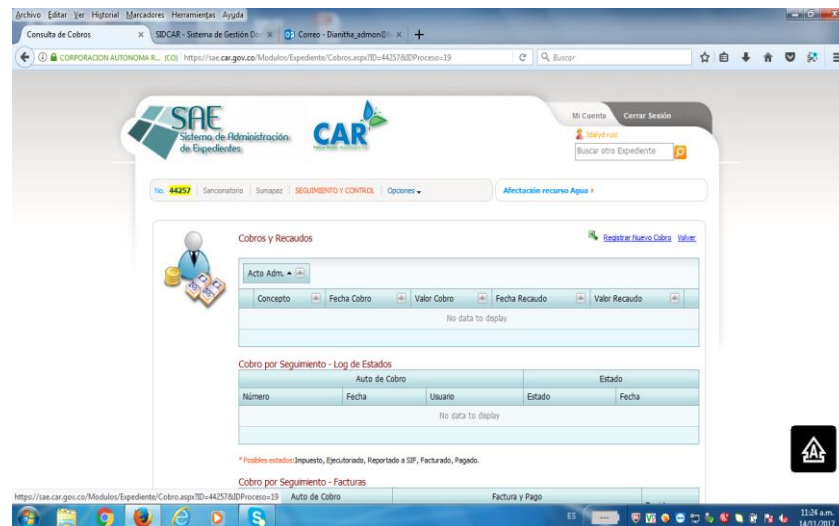 Archivo Editar Ver Historial Marcadores Herramientas Ayuda
Consulta de Cobros × SIDCAR - Sistema de Gestión Do × Correo - Dianitha_admon@h × +
CORPORACION AUTONOMA R... (CO) https://sae.car.gov.co/Modulos/Expediente/Cobros.aspx?ID=44257&IDProceso=19 Buscar
SAE
Sistema de Administración
de Expedientes
CAR
Mi Cuenta Cerrar Sesión
Buscar otro Expediente
No. 44257 Sancionatorio Sumapaz SEGUIMIENTO Y CONTROL Opciones
Afectación recurso Agua
Cobros y Recaudos
Registrar Nuevo Cobro Volver
Acto Adm.
Concepto Fecha Cobro Valor Cobro Fecha Recaudo Valor Recaudo
No data to display
Cobro por Seguimiento - Log de Estados
Auto de Cobro Estado
Número Fecha Usuario Estado Fecha
No data to display
* Posibles estados: Impuesto, Ejecutoriado, Reportado a SIF, Facturado, Pagado.
Cobro por Seguimiento - Facturas
https://sae.car.gov.co/Modulos/Expediente/Cobro.aspx?ID=44257&IDProceso=19 Auto de Cobro Factura y Pago
ES 11:24 a.m.